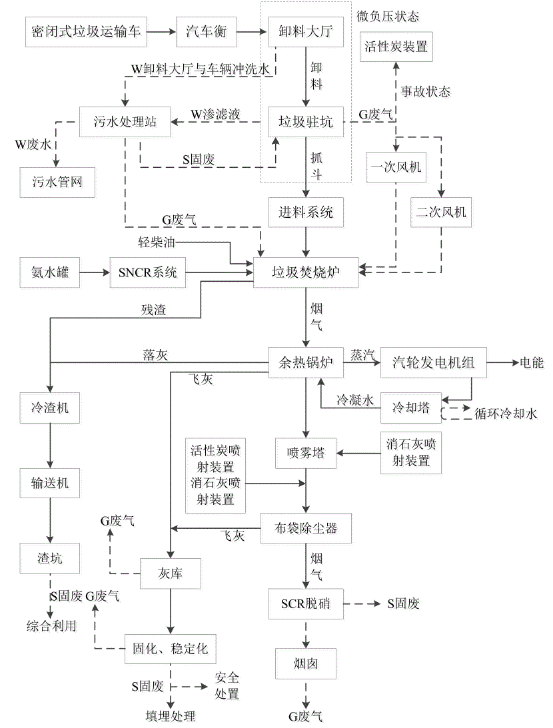 微负压状态
密闭式垃圾运输车
汽车衡
卸料大厅
活性炭装置
W卸料大厅与车辆冲洗水
卸料
事故状态
污水处理站
W渗滤液
垃圾驻坑
G废气
W废水
S固废
抓斗
一次风机
污水管网
进料系统
二次风机
G废气
轻柴油
氨水罐
SNCR系统
垃圾焚烧炉
残渣
烟气
落灰
余热锅炉
蒸汽
汽轮发电机组
电能
飞灰
冷渣机
冷凝水
冷却塔
循环冷却水
活性炭喷
射装置
消石灰喷
射装置
喷雾塔
消石灰喷
射装置
输送机
G废气
飞灰
布袋除尘器
渣坑
灰库
烟气
S固废
G废气
SCR脱硝
S固废
综合利用
固化、稳定化
烟囱
S固废
安全
处置
填埋处理
G废气